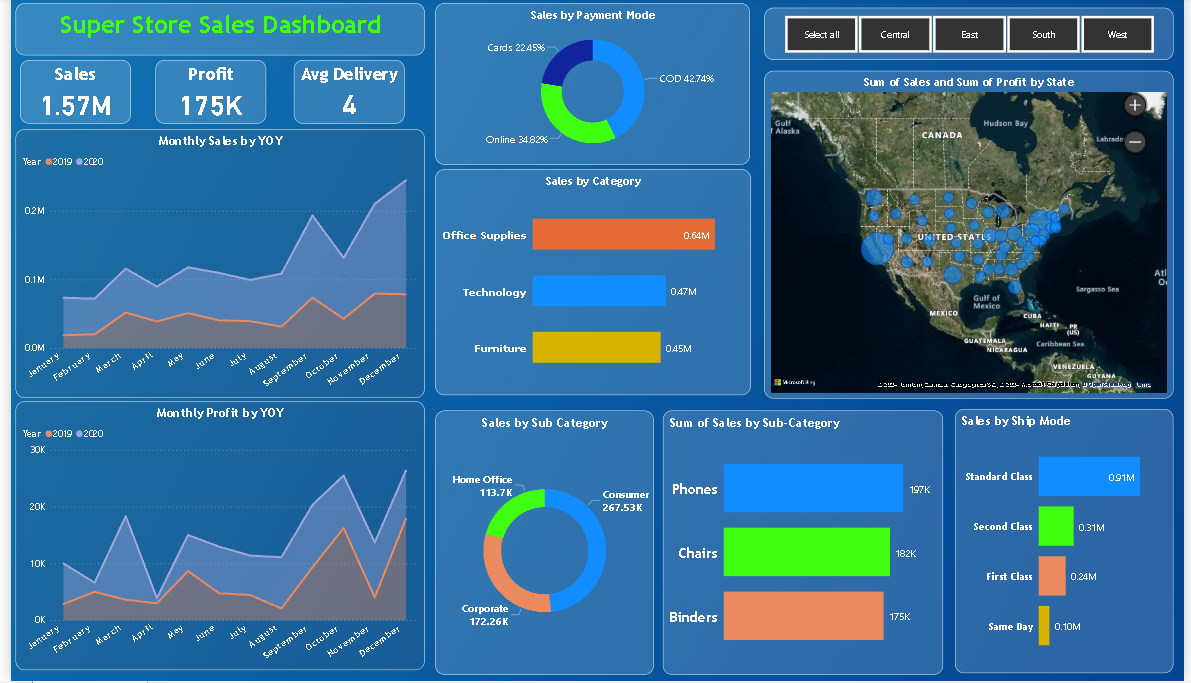 Super Store Sales Dashboard
Sales
1.57M
Profit
175K
Avg Delivery
4
Monthly Sales by YOY
Year 2019 2020
0.2M
0.1M
0.0M
January February March April May June July August September October November December
Monthly Profit by YOY
Year 2019 2020
30K
20K
10K
0K
January February March April May June July August September October November December
Sales by Payment Mode
Cards 22.45%
COD 42.74%
Online 34.82%
Sales by Category
Office Supplies 0.64M
Technology 0.47M
Furniture 0.45M
Sales by Sub Category
Home Office
113.7K
Consumer
267.53K
Corporate
172.26K
Select all Central East South West
Sum of Sales and Sum of Profit by State
+
−
Gulf
f Alaska
Hudson Bay
CANADA
Labrador
UNITED STATES
Gulf of
Mexico
MEXICO
Sargasso Sea
Atl
CUBA
HAITI
PR
(US)
GUATEMALA
NICARAGUA
Caribbean Sea
VENEZUELA
GUYANA
Microsoft Bing
Sum of Sales by Sub-Category
Phones 197K
Chairs 182K
Binders 175K
Sales by Ship Mode
Standard Class 0.91M
Second Class 0.31M
First Class 0.24M
Same Day 0.10M